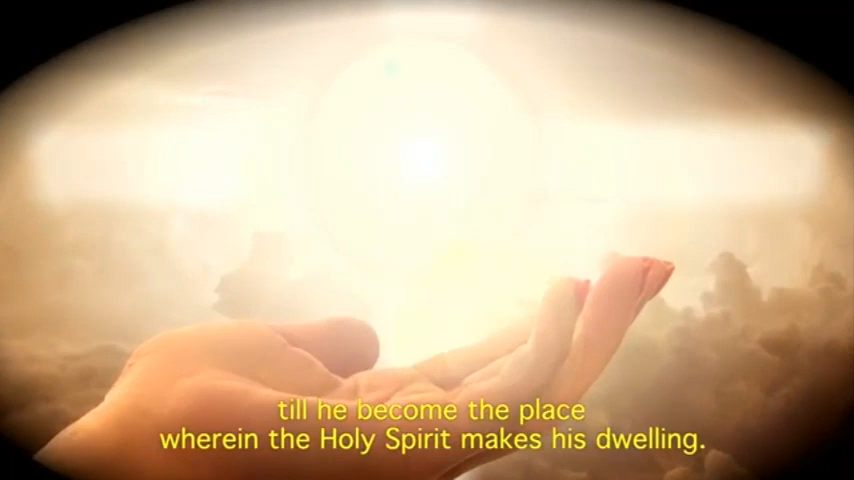 till he become the place
wherein the Holy Spirit makes his dwelling.